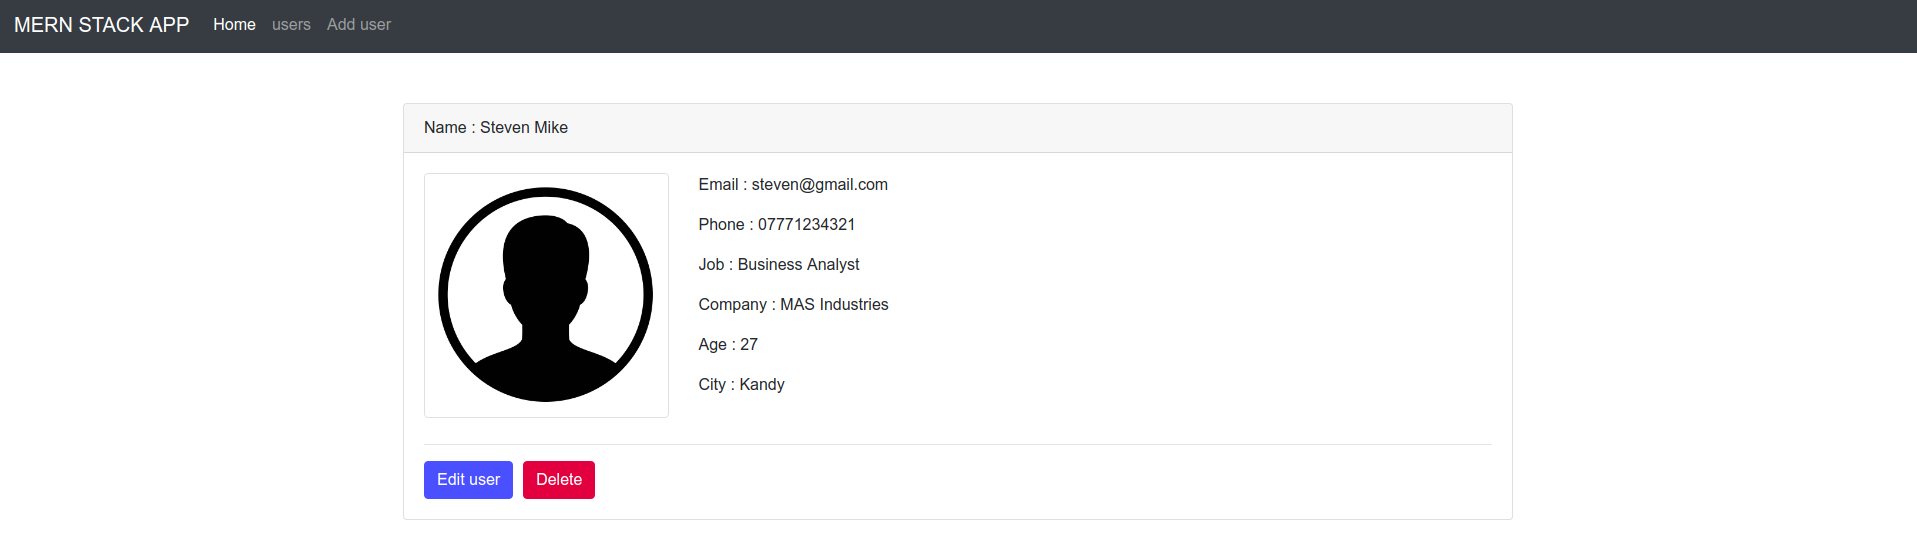 MERN STACK APP Home users Add user
Name : Steven Mike
Email : steven@gmail.com
Phone : 07771234321
Job : Business Analyst
Company : MAS Industries
Age : 27
City : Kandy
Edit user Delete